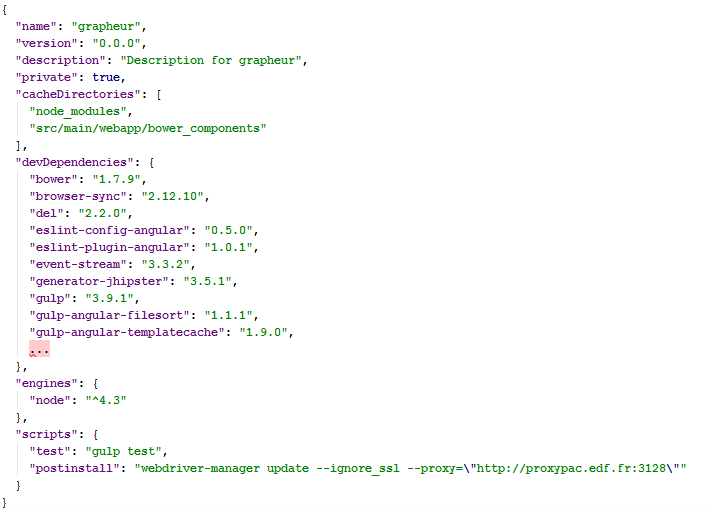 {
"name": "grapheur",
"version": "0.0.0",
"description": "Description for grapheur",
"private": true,
"cacheDirectories": [
"node_modules",
"src/main/webapp/bower_components"
],
"devDependencies": {
"bower": "1.7.9",
"browser-sync": "2.12.10",
"del": "2.2.0",
"eslint-config-angular": "0.5.0",
"eslint-plugin-angular": "1.0.1",
"event-stream": "3.3.2",
"generator-jhipster": "3.5.1",
"gulp": "3.9.1",
"gulp-angular-filesort": "1.1.1",
"gulp-angular-templatecache": "1.9.0",
...
},
"engines": {
"node": "^4.3"
},
"scripts": {
"test": "gulp test",
"postinstall": "webdriver-manager update --ignore_ssl --proxy=\"http://proxypac.edf.fr:3128\""
}
}